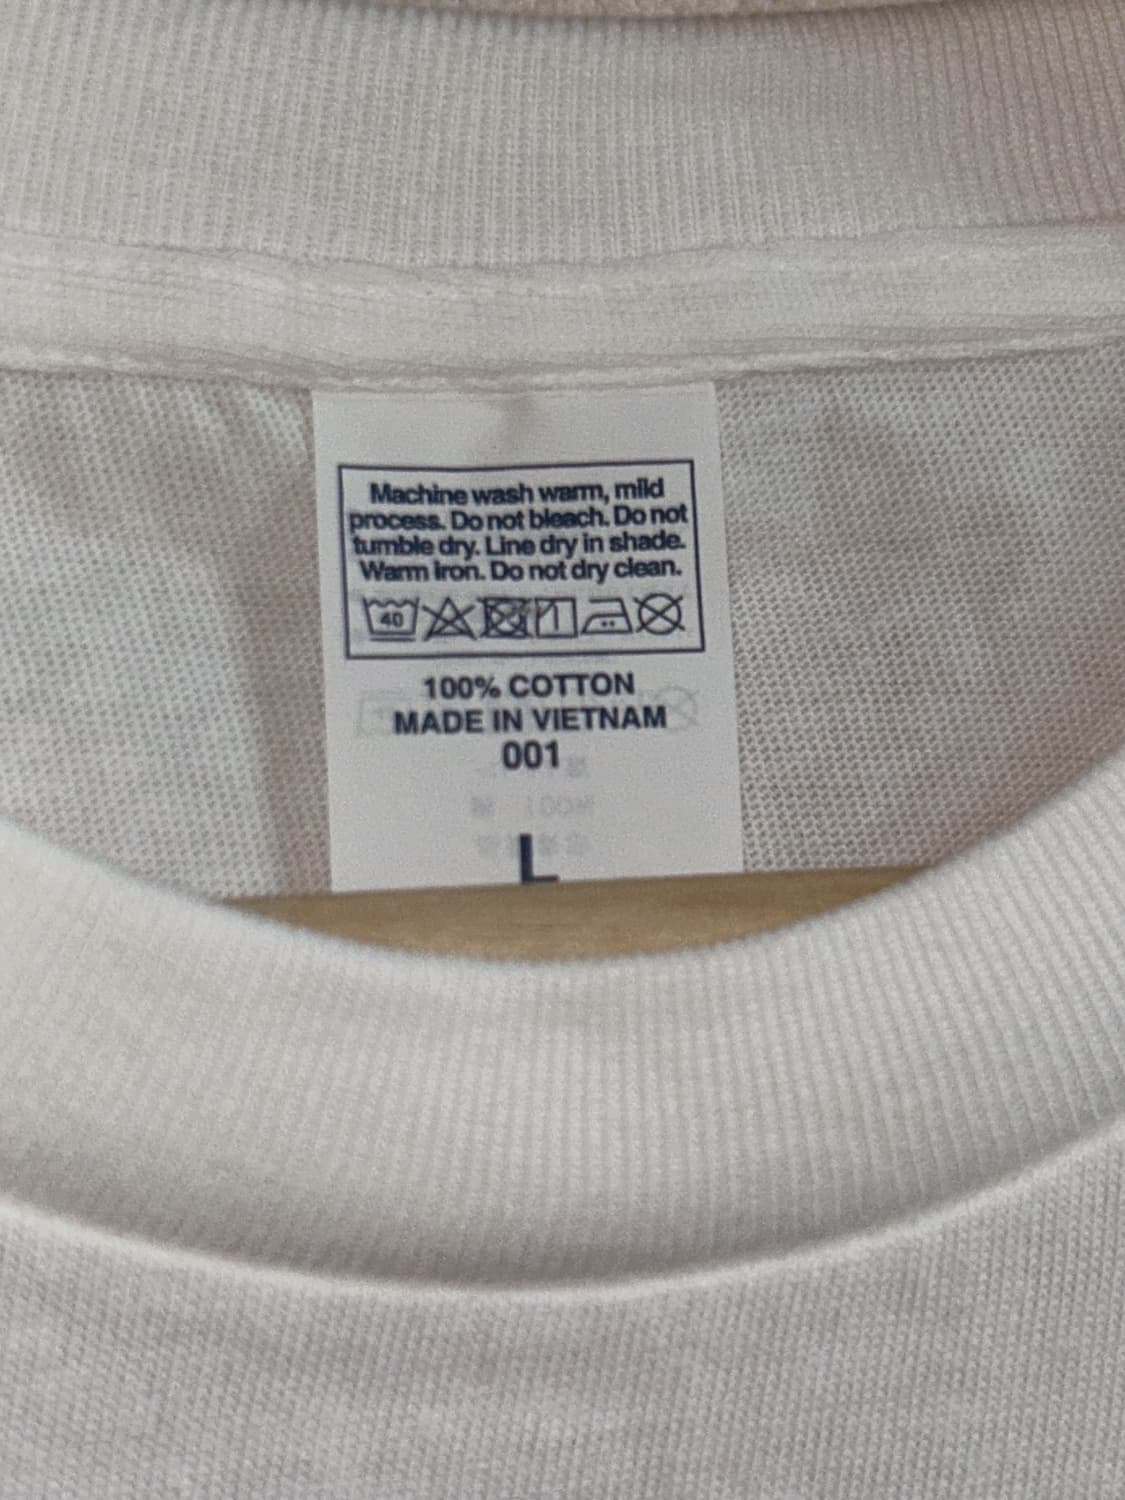 Machine wash warm, mild
process. Do not bleach. Do not
tumble dry. Line dry in shade.
Warm iron. Do not dry clean.
40
100% COTTON
MADE IN VIETNAM
001
L